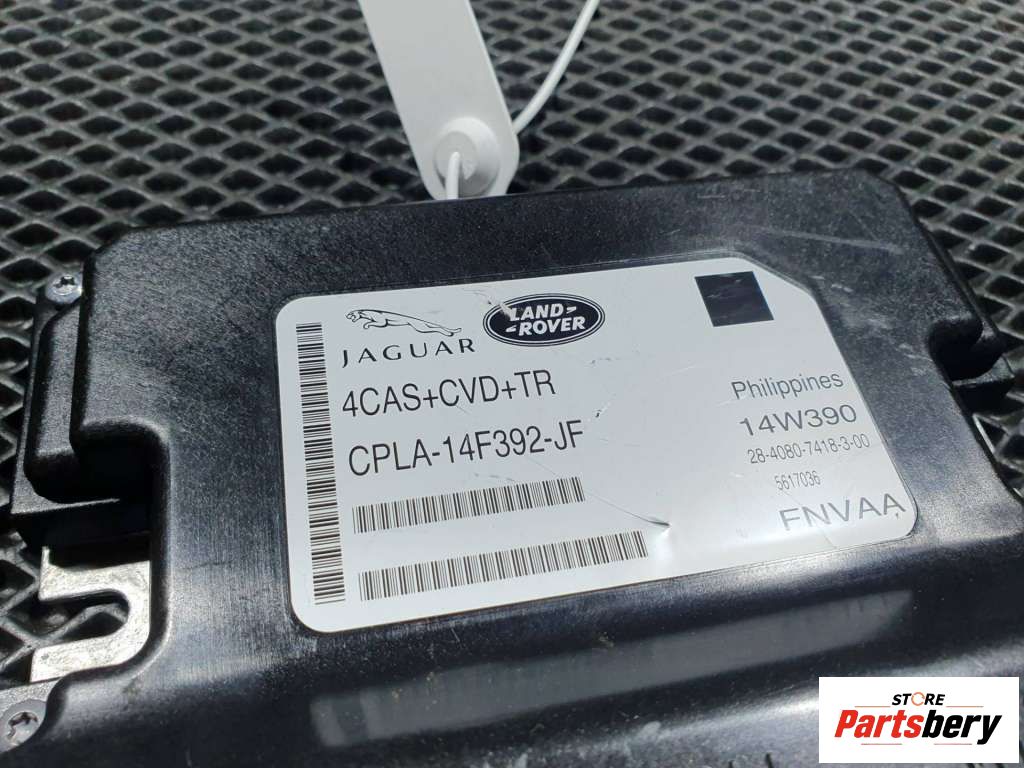 JAGUAR
LAND-
-ROVER
4CAS+CVD+TR
CPLA-14F392-JF
Philippines
14W390
28-4080-7418-3-00
5617036
FNVAA
STORE
Partsbery